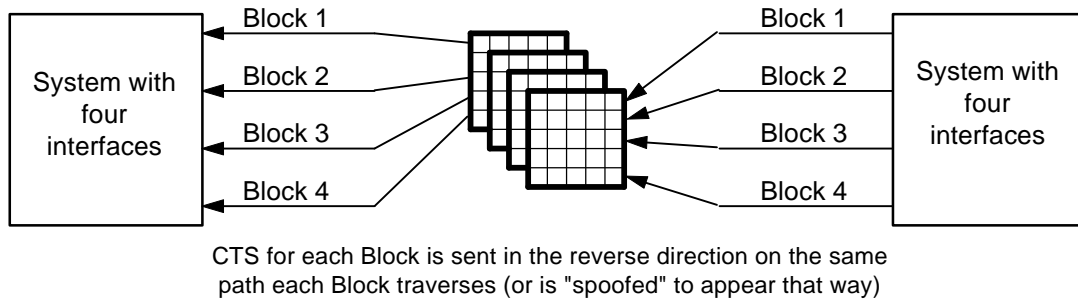 Block 1
Block 1
Block 2
Block 2
System with
four
interfaces
System with
four
interfaces
Block 3
Block 3
Block 4
Block 4
CTS for each Block is sent in the reverse direction on the same
path each Block traverses (or is "spoofed" to appear that way)